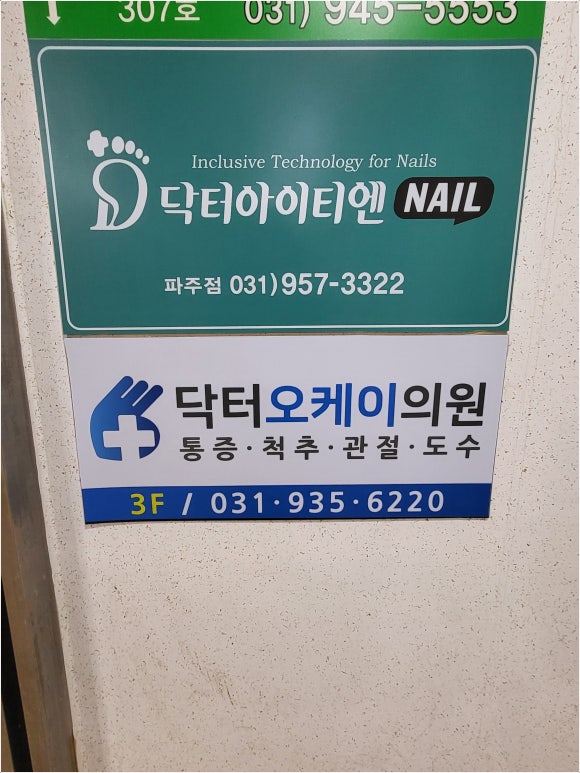 307호 031) 945-5553
Inclusive Technology for Nails
닥터아이티엔 NAIL
파주점 031) 957-3322
닥터오케이의원
통증·척추·관절·도수
3F / 031·935·6220